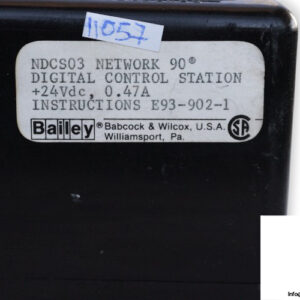 11057
NDCS03 NETWORK 90®
DIGITAL CONTROL STATION
+24Vdc, 0.47A
INSTRUCTIONS E93-902-1
Bailey® Babcock & Wilcox, U.S.A.
Williamsport, Pa.